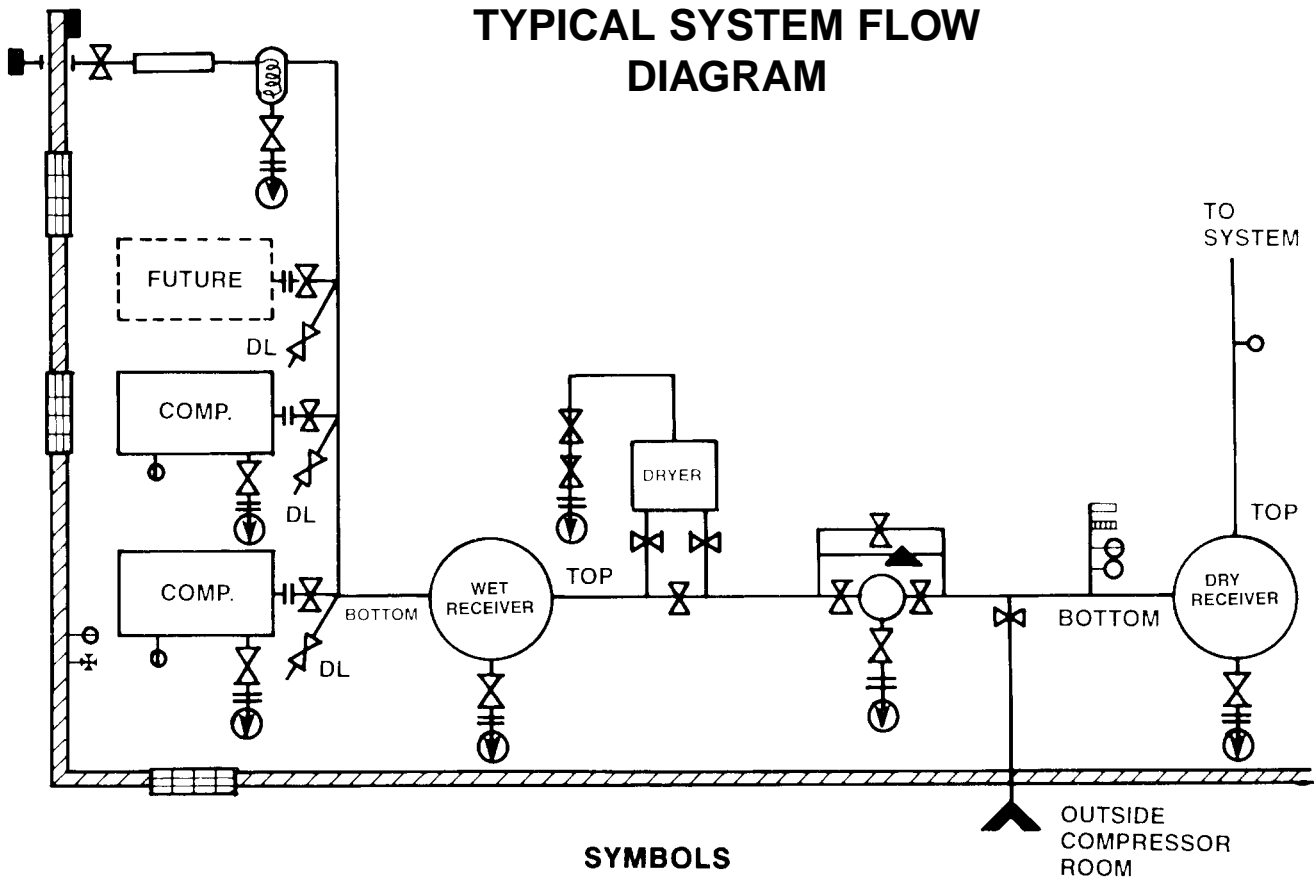 TYPICAL SYSTEM FLOW
DIAGRAM
TO
SYSTEM
FUTURE
DL
COMP.
DL
DRYER
TOP
COMP.
BOTTOM
WET
RECEIVER
TOP
DL
BOTTOM
DRY
RECEIVER
OUTSIDE
COMPRESSOR
ROOM
SYMBOLS